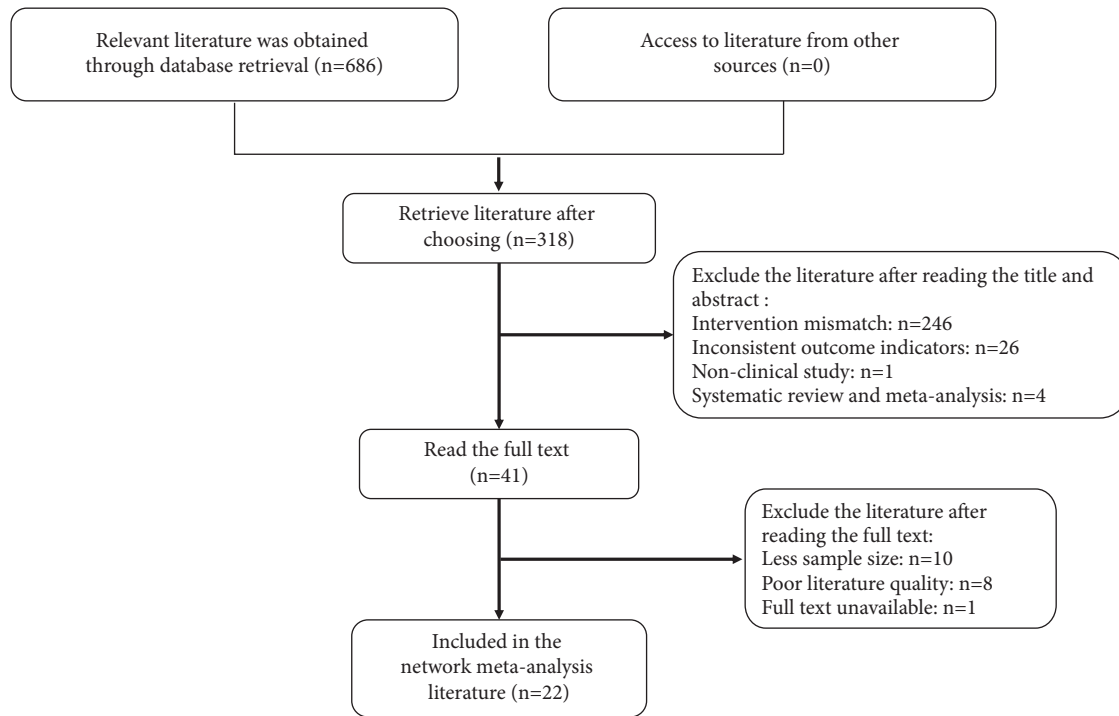 Relevant literature was obtained
through database retrieval (n=686)
Access to literature from other
sources (n=0)
Retrieve literature after
choosing (n=318)
Exclude the literature after reading the title and
abstract :
Intervention mismatch: n=246
Inconsistent outcome indicators: n=26
Non-clinical study: n=1
Systematic review and meta-analysis: n=4
Read the full text
(n=41)
Exclude the literature after
reading the full text:
Less sample size: n=10
Poor literature quality: n=8
Full text unavailable: n=1
Included in the
network meta-analysis
literature (n=22)